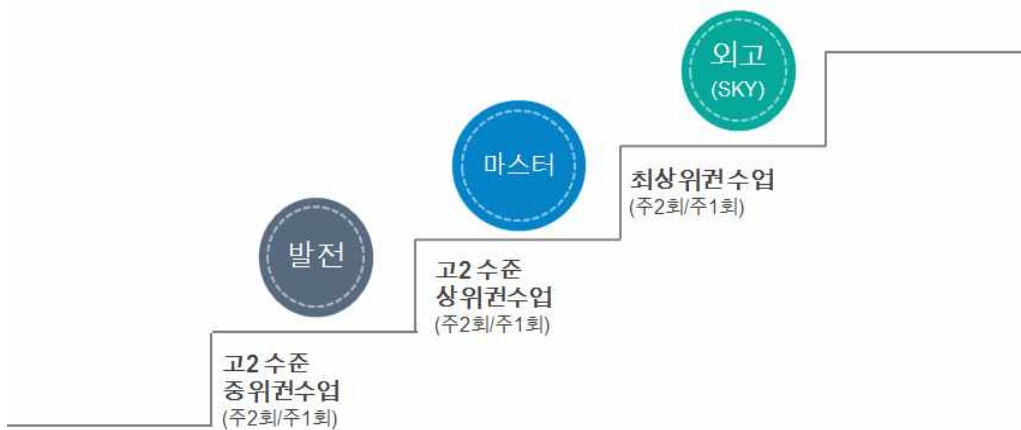 외고
(SKY)
마스터
최상위권수업
(주2회/주1회)
발전
고2 수준
상위권수업
(주2회/주1회)
고2 수준
중위권수업
(주2회/주1회)